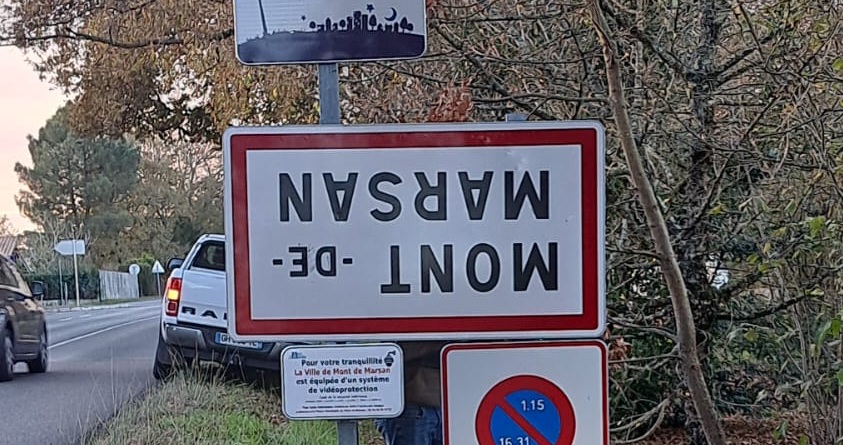 MONT -DE-
MARSAN
RA
Pour votre tranquillité
La Ville de Mont de Marsan
est équipée d'un système
de vidéoprotection
1.15
16.31